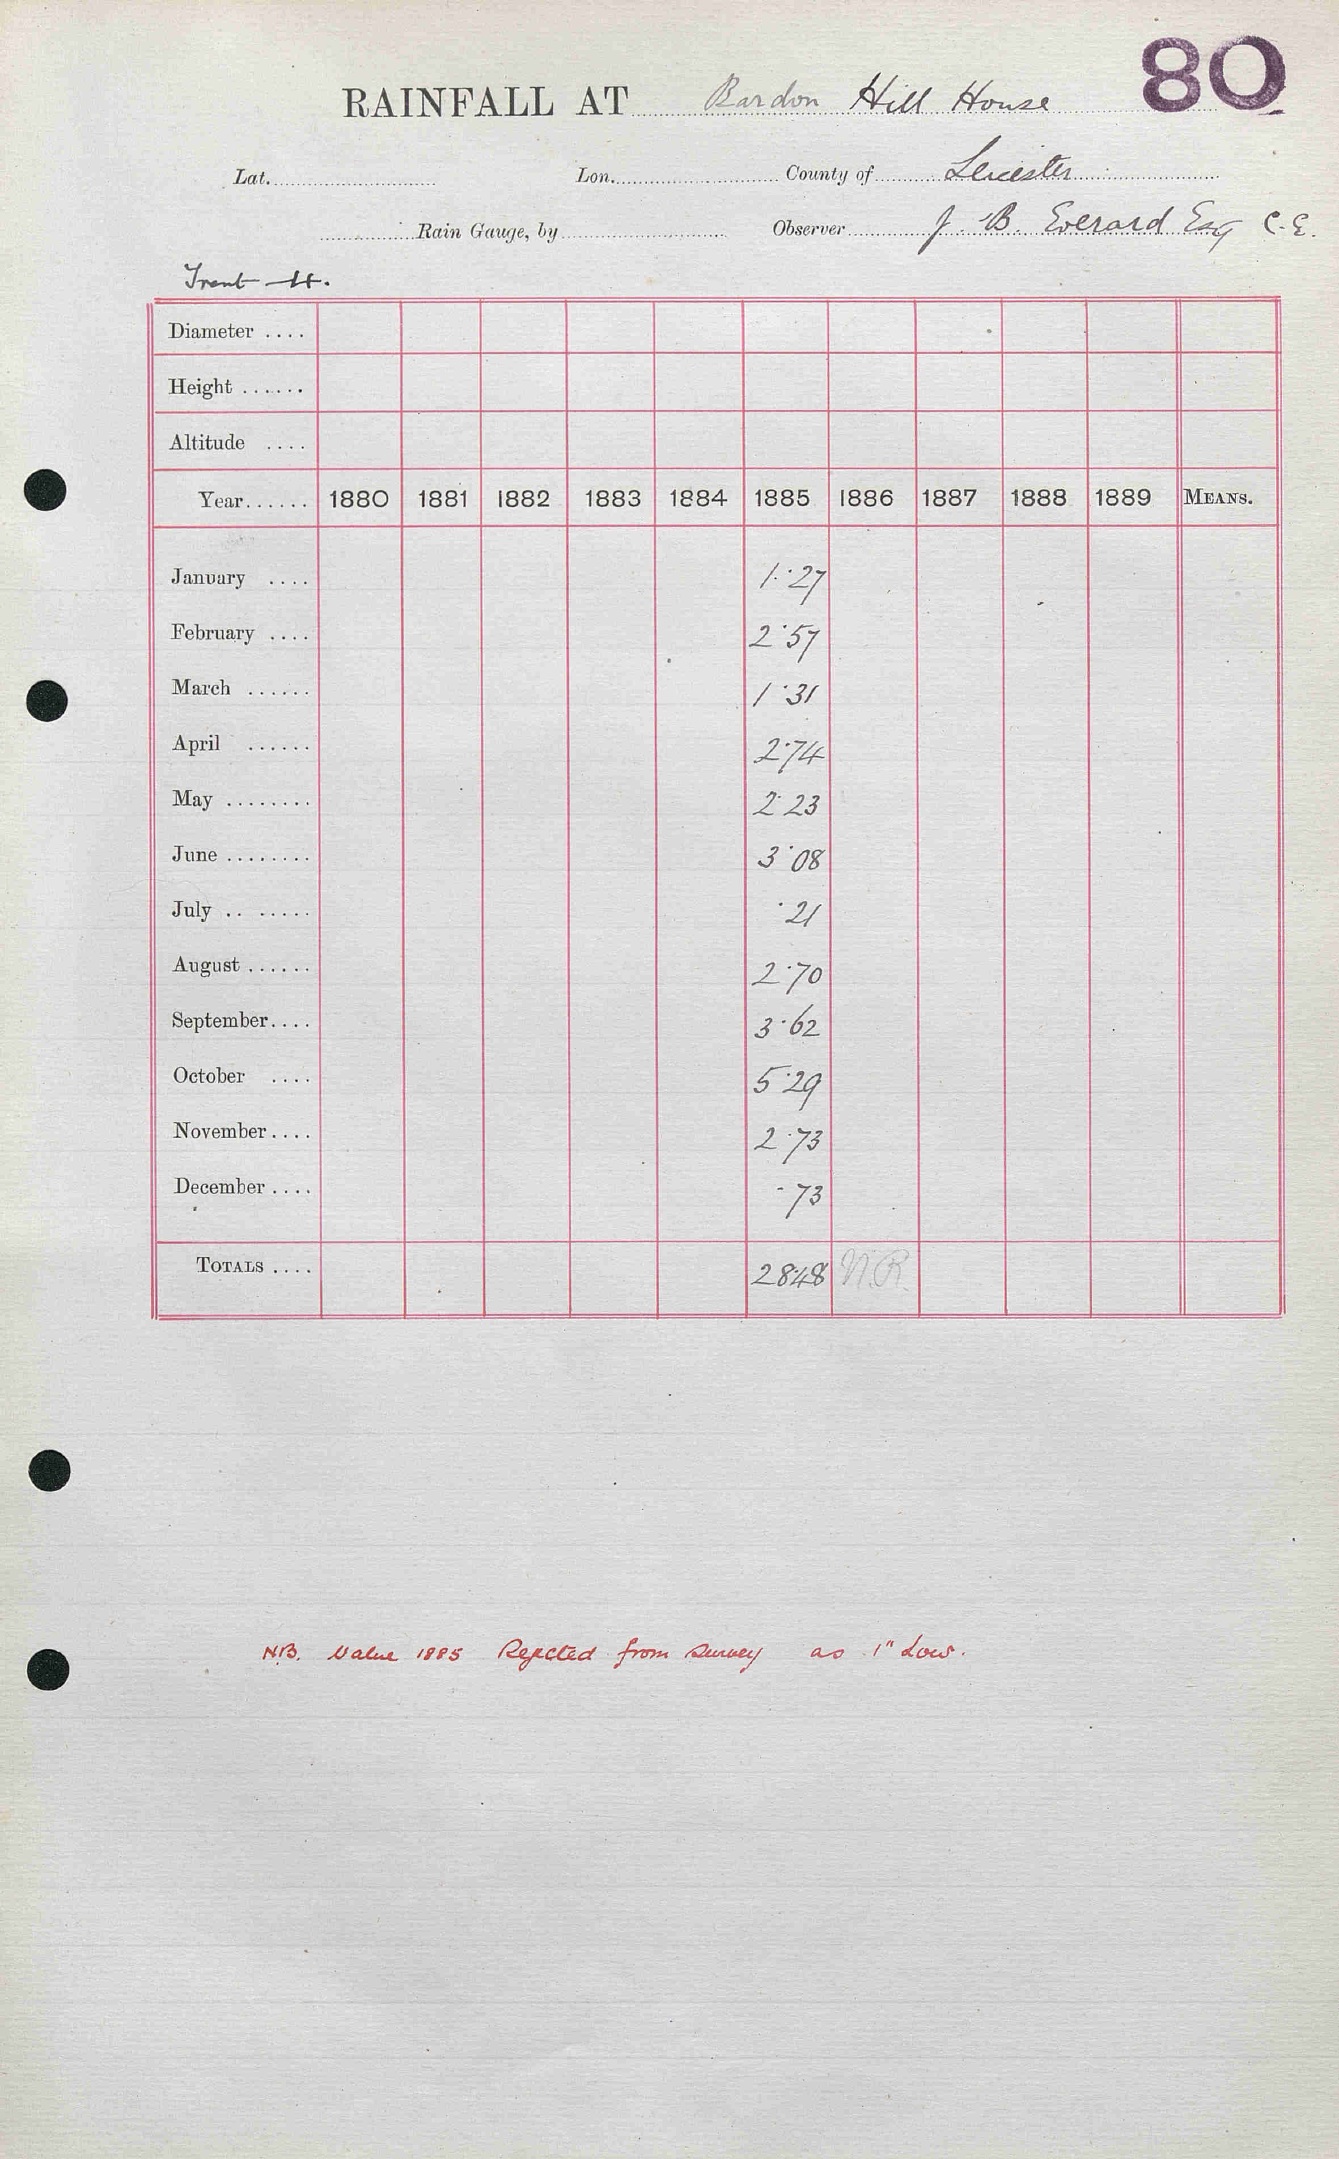 80
RAINFALL AT Bardon Hill House
Lat. Lon. County of Leicester
Rain Gauge, by Observer J. B. Everard Esq C.E.
Trent
Diameter ....
Height ......
Altitude ....
Year...... 1880 1881 1882 1883 1884 1885 1886 1887 1888 1889 MEANS.
January .... 1.27
February .... 2.57
March ...... 1.31
April ...... 2.74
May ........ 2.23
June ........ 3.08
July .. ...... .21
August ...... 2.70
September.... 3.62
October .... 5.29
November.... 2.73
December .... .73
TOTALS .... 28.48 N.R.
N.B. Value 1885 Rejected from Survey as 1" Low.